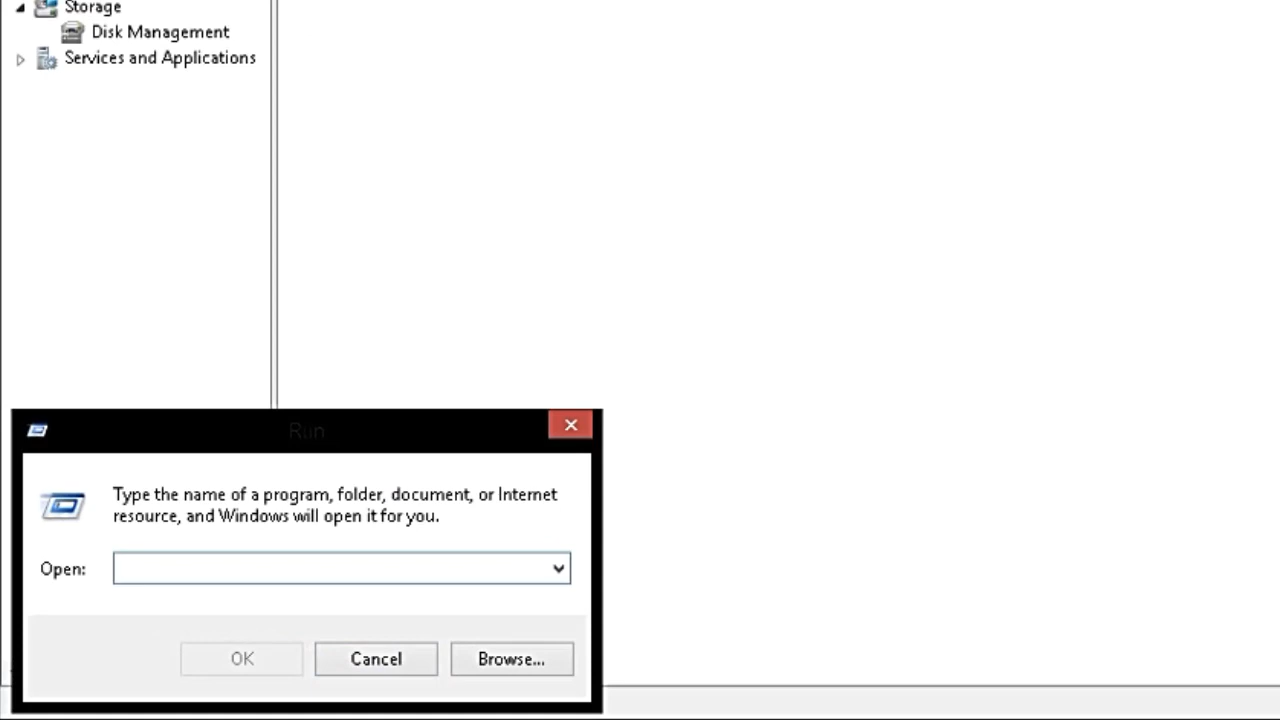 Storage
Disk Management
Services and Applications
Run
Type the name of a program, folder, document, or Internet
resource, and Windows will open it for you.
Open:
OK
Cancel
Browse...